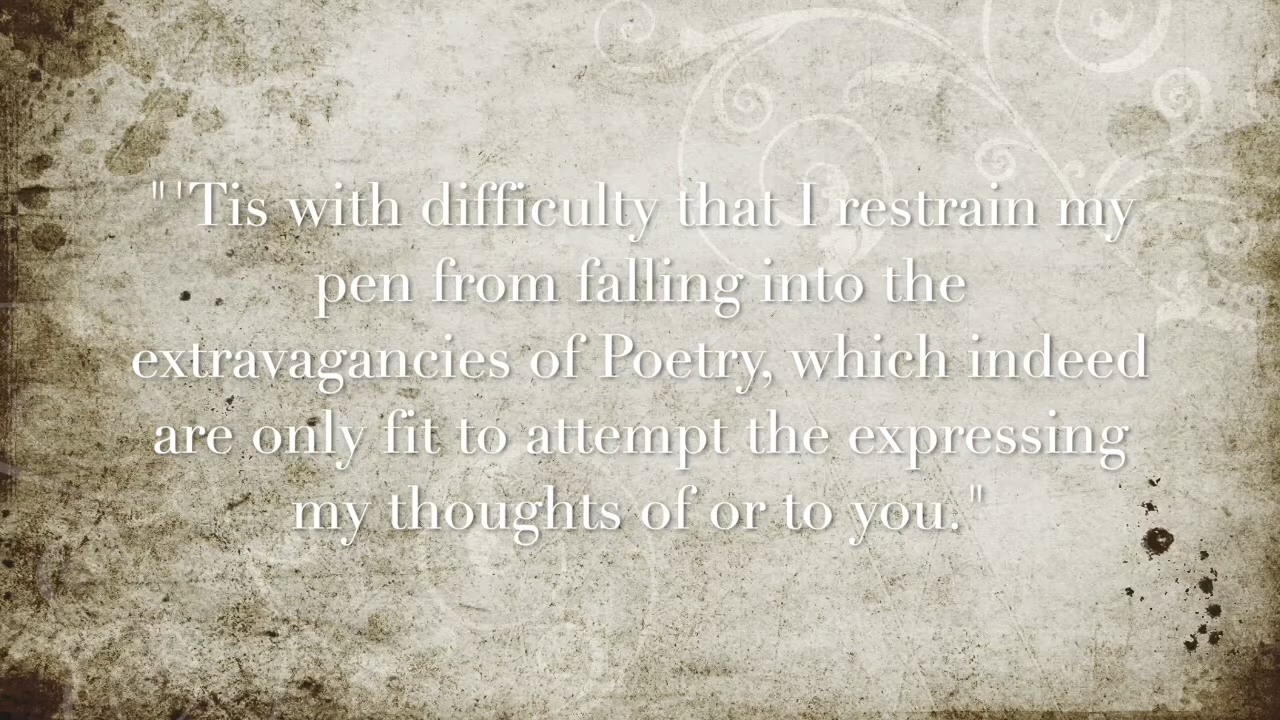 "'Tis with difficulty that I restrain my
pen from falling into the
extravagancies of Poetry, which indeed
are only fit to attempt the expressing
my thoughts of or to you."